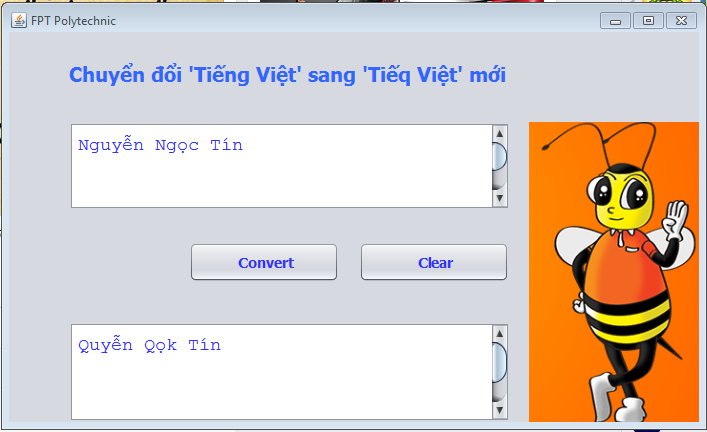 FPT Polytechnic
Chuyển đổi 'Tiếng Việt' sang 'Tiếq Việt' mới
Nguyễn Ngọc Tín
Convert
Clear
Quyễn Qọk Tín